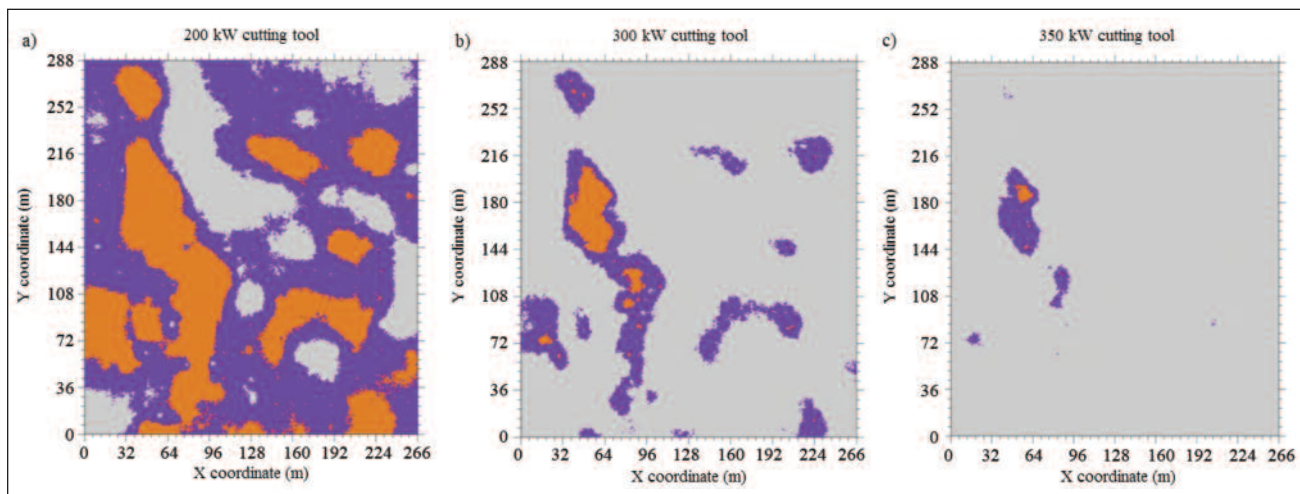 a)
200 kW cutting tool
288
252
216
180
144
108
72
36
0
Y coordinate (m)
0 32 64 96 128 160 192 224 266
X coordinate (m)
b)
300 kW cutting tool
288
252
216
180
144
108
72
36
0
Y coordinate (m)
0 32 64 96 128 160 192 224 266
X coordinate (m)
c)
350 kW cutting tool
288
252
216
180
144
108
72
36
0
Y coordinate (m)
0 32 64 96 128 160 192 224 266
X coordinate (m)